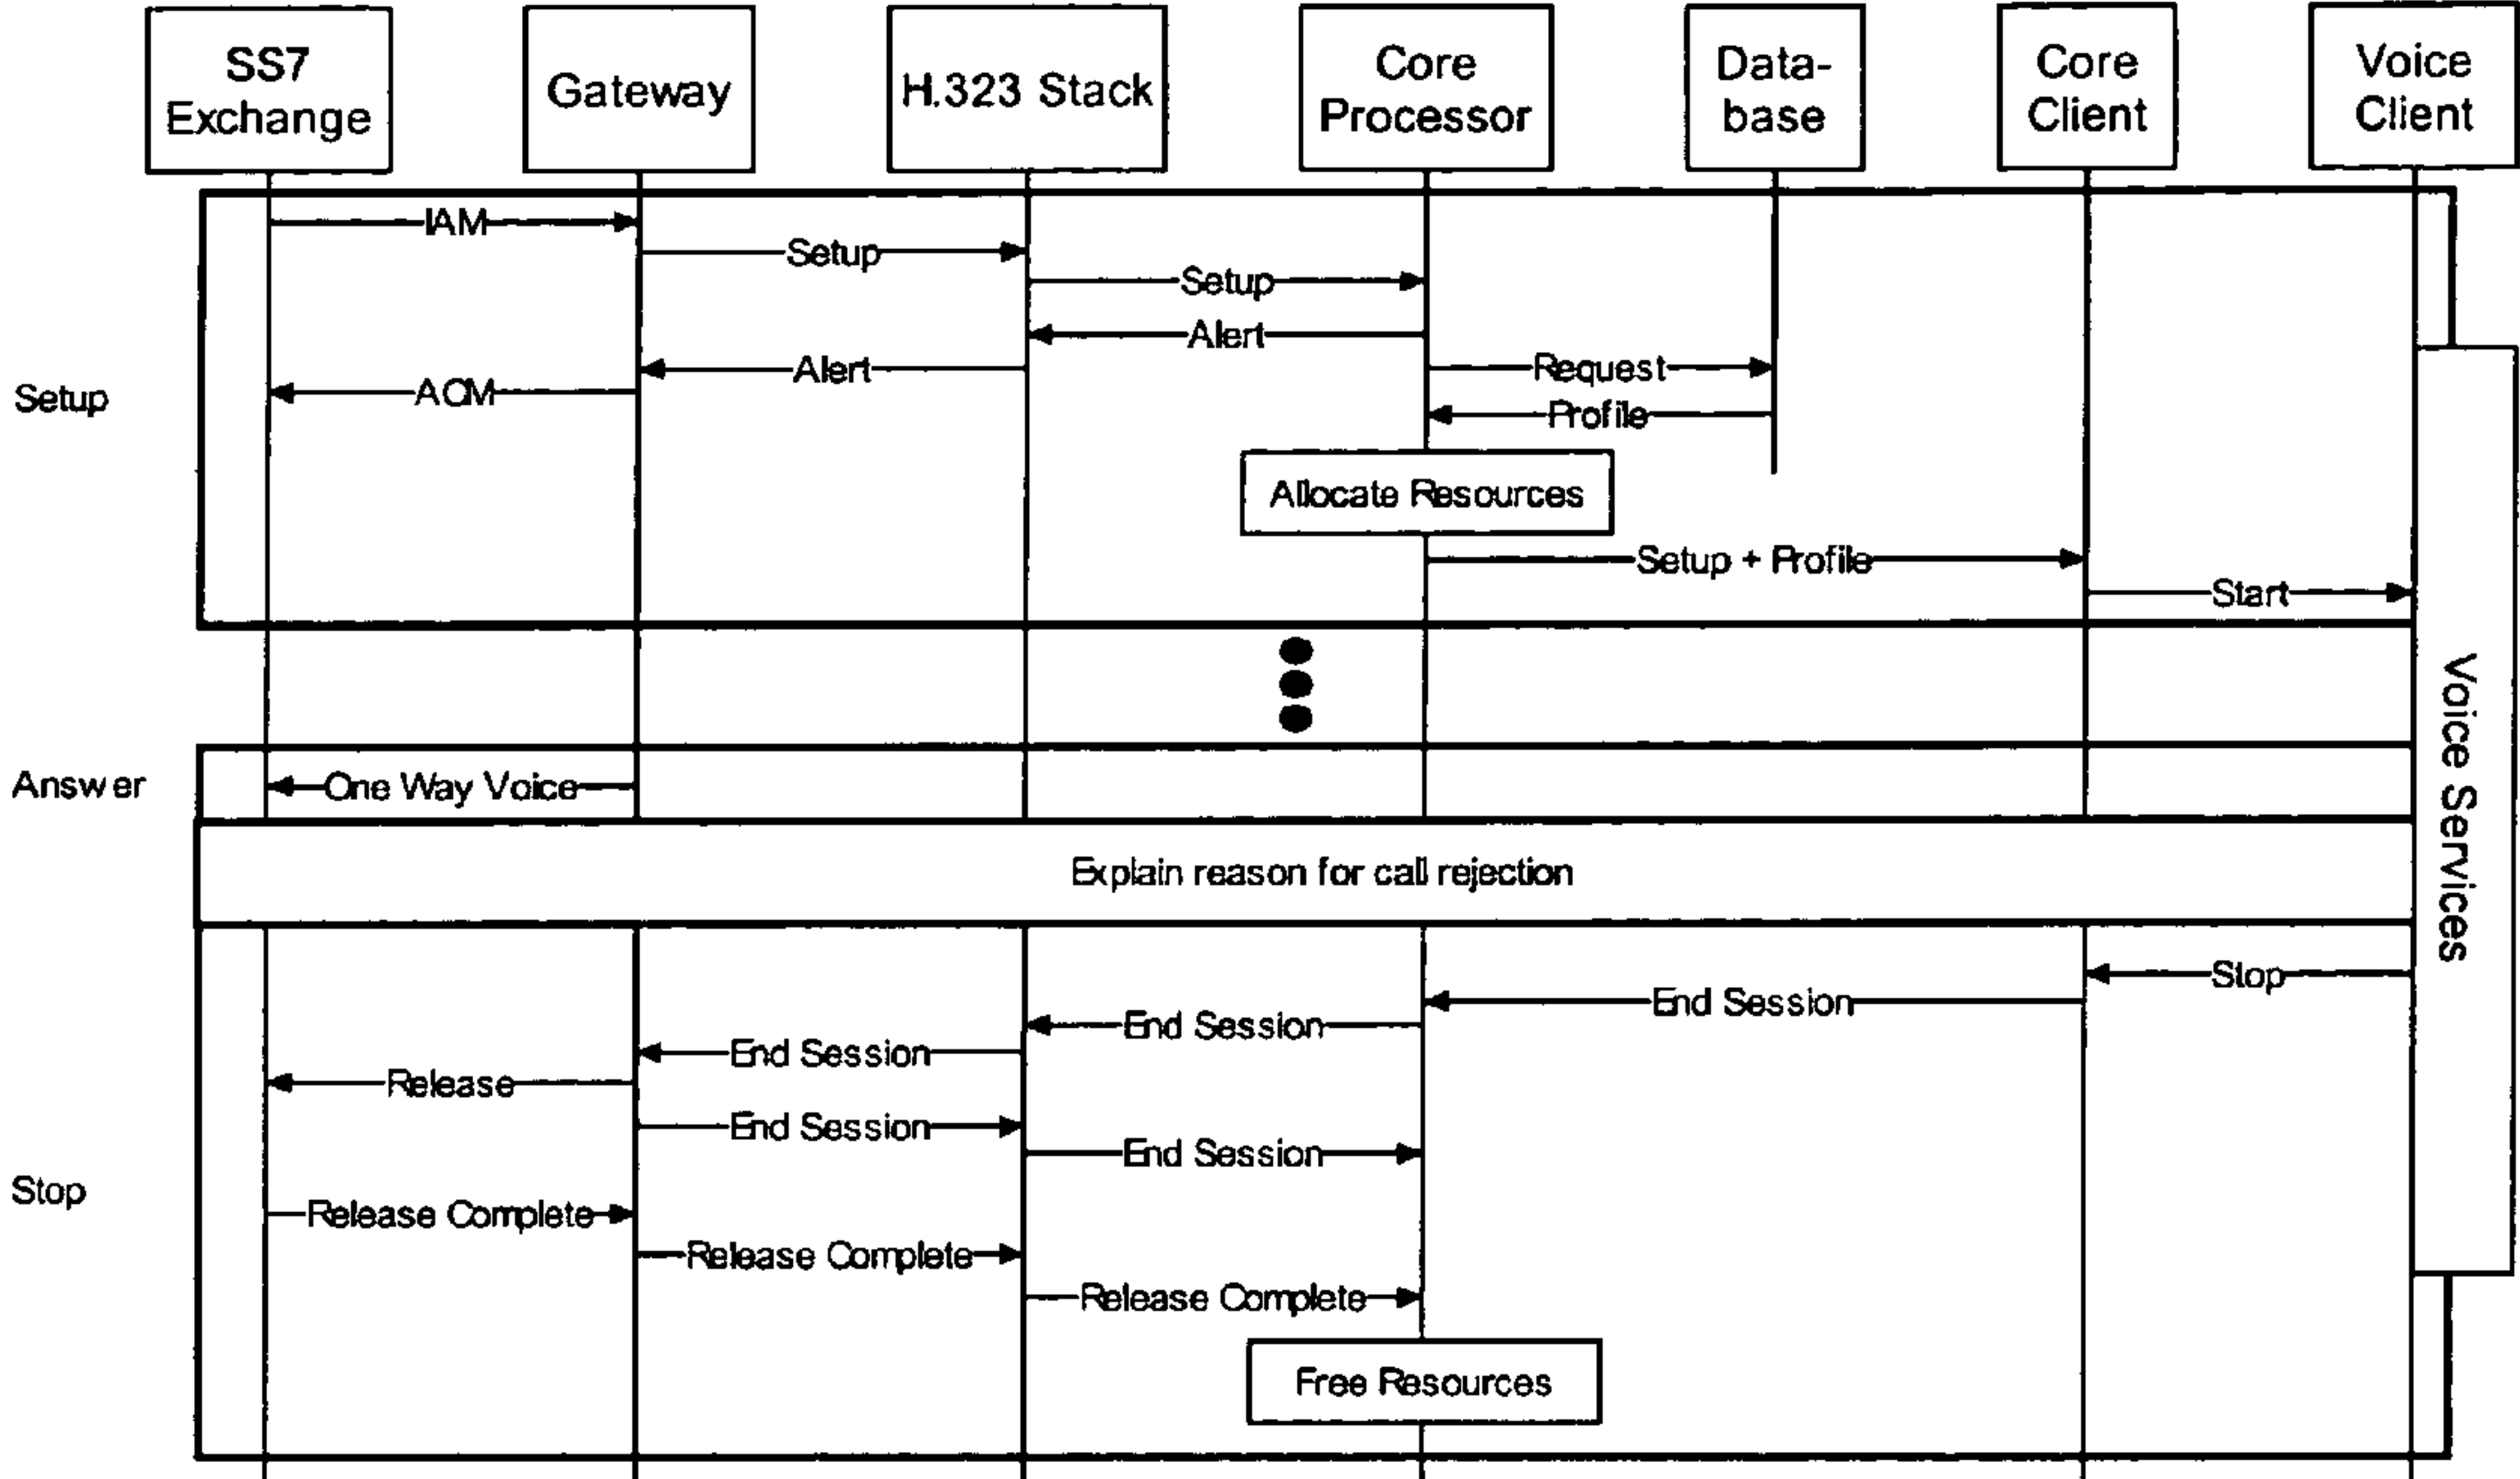 SS7
Exchange
Gateway
H.323 Stack
Core
Processor
Data-
base
Core
Client
Voice
Client
IAM
Setup
Setup
Alert
Request
Alert
Setup
ACM
Profile
Allocate Resources
Setup + Profile
Start
Voice Services
Answer
One Way Voice
Explain reason for call rejection
Stop
End Session
End Session
End Session
Release
End Session
End Session
Stop
Release Complete
Release Complete
Release Complete
Free Resources